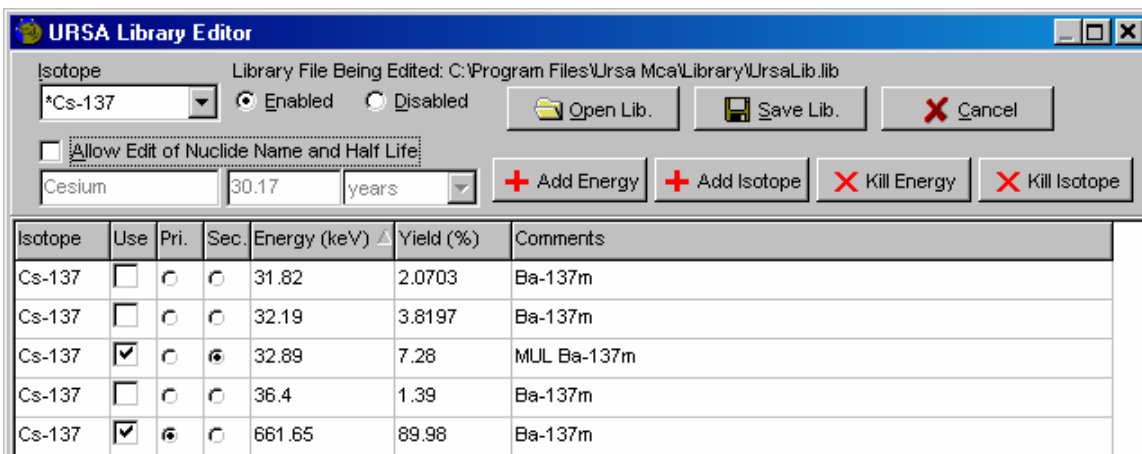 URSA Library Editor
Isotope Library File Being Edited: C:\Program Files\Ursa Mca\Library\UrsaLib.lib
*Cs-137 Enabled Disabled Open Lib. Save Lib. Cancel
Allow Edit of Nuclide Name and Half Life
Cesium 30.17 years Add Energy Add Isotope Kill Energy Kill Isotope
Isotope Use Pri. Sec. Energy (keV) Yield (%) Comments
Cs-137 31.82 2.0703 Ba-137m
Cs-137 32.19 3.8197 Ba-137m
Cs-137 32.89 7.28 MUL Ba-137m
Cs-137 36.4 1.39 Ba-137m
Cs-137 661.65 89.98 Ba-137m